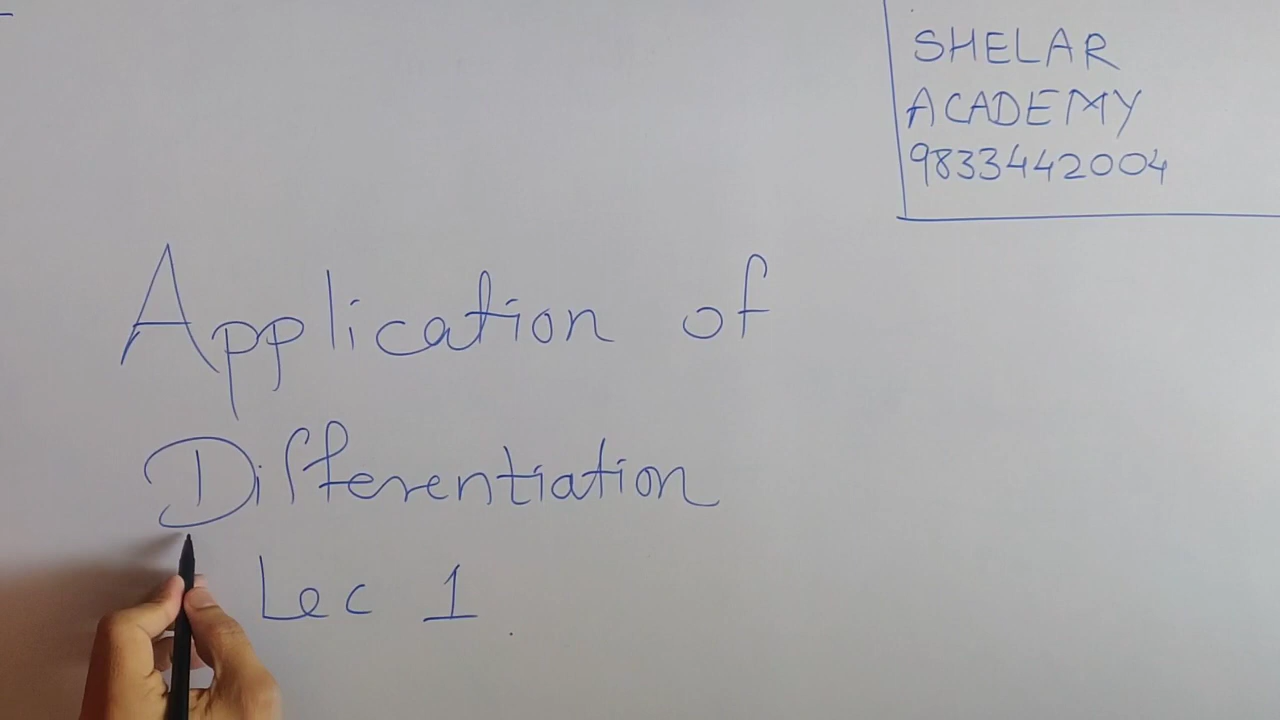 SHELAR
ACADEMY
9833442004
Application of
Differentiation
Lec 1